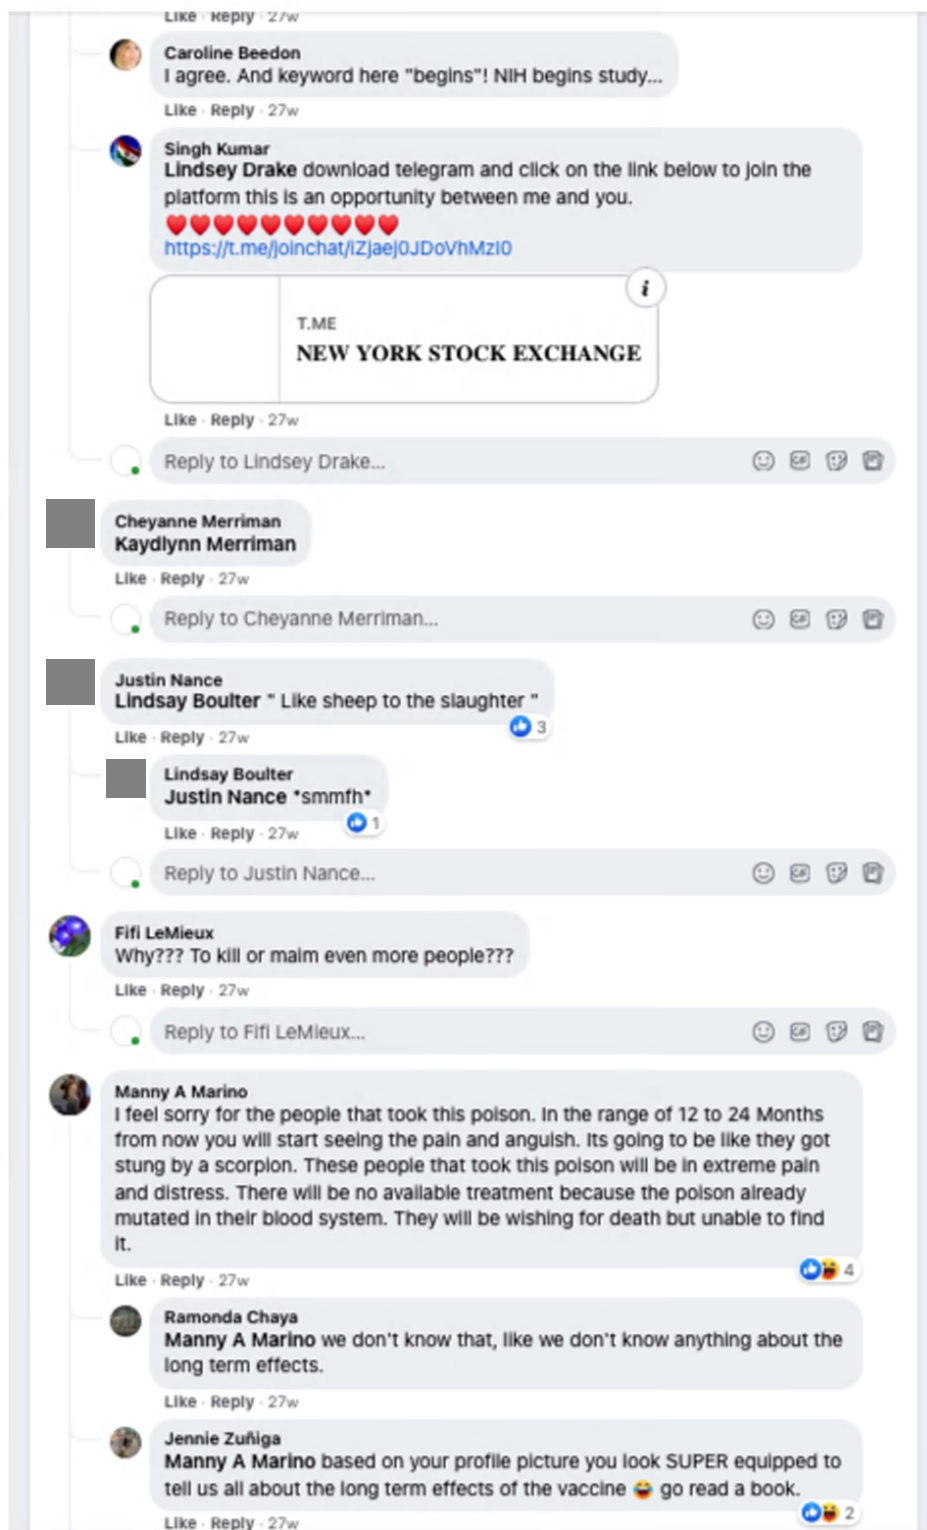 Like · Reply · 27w
Caroline Beedon
I agree. And keyword here "begins"! NIH begins study...
Like · Reply · 27w
Singh Kumar
Lindsey Drake download telegram and click on the link below to join the
platform this is an opportunity between me and you.
❤️❤️❤️❤️❤️❤️❤️❤️❤️❤️
https://t.me/joinchat/iZjaej0JDoVhMzI0
i
T.ME
NEW YORK STOCK EXCHANGE
Like · Reply · 27w
Reply to Lindsey Drake...
GIF
Cheyanne Merriman
Kaydlynn Merriman
Like · Reply · 27w
Reply to Cheyanne Merriman...
GIF
Justin Nance
Lindsay Boulter " Like sheep to the slaughter "
3
Like · Reply · 27w
Lindsay Boulter
Justin Nance *smmfh*
1
Like · Reply · 27w
Reply to Justin Nance...
GIF
Fifi LeMieux
Why??? To kill or maim even more people???
Like · Reply · 27w
Reply to Fifi LeMieux...
GIF
Manny A Marino
I feel sorry for the people that took this poison. In the range of 12 to 24 Months
from now you will start seeing the pain and anguish. Its going to be like they got
stung by a scorpion. These people that took this poison will be in extreme pain
and distress. There will be no available treatment because the poison already
mutated in their blood system. They will be wishing for death but unable to find
it.
4
Like · Reply · 27w
Ramonda Chaya
Manny A Marino we don't know that, like we don't know anything about the
long term effects.
Like · Reply · 27w
Jennie Zuñiga
Manny A Marino based on your profile picture you look SUPER equipped to
tell us all about the long term effects of the vaccine 😂 go read a book.
2
Like · Reply · 27w